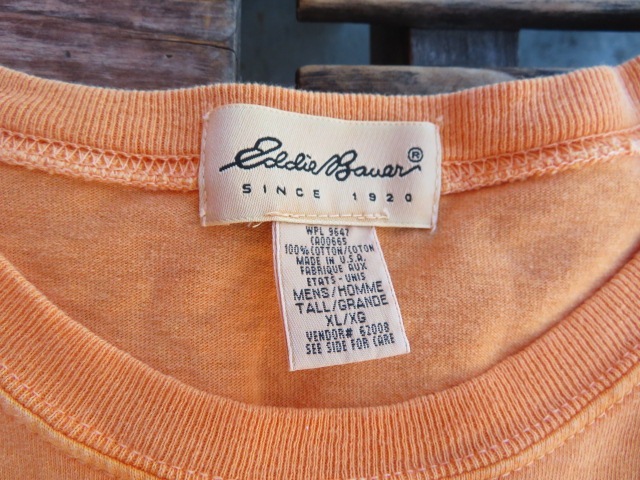 Eddie Bauer®
SINCE 1920
WPL 9647
CA00665
100% COTTON/COTON
MADE IN U.S.A.
FABRIQUE AUX
ETATS - UNIS
MENS/HOMME
TALL/GRANDE
XL/XG
VENDOR# 62008
SEE SIDE FOR CARE